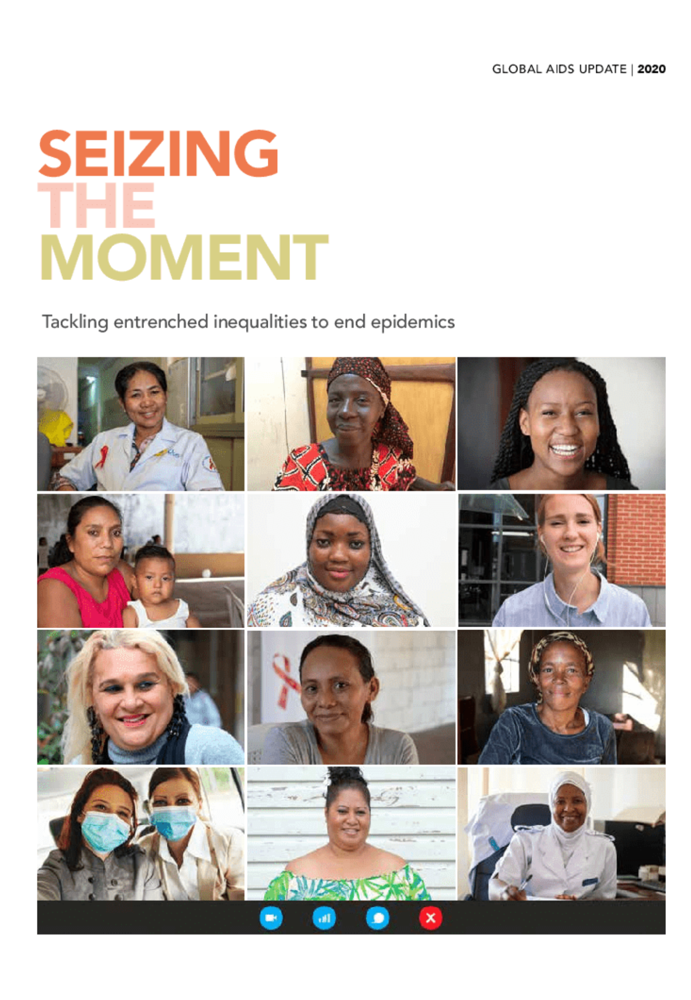 GLOBAL AIDS UPDATE | 2020
SEIZING
THE
MOMENT
Tackling entrenched inequalities to end epidemics